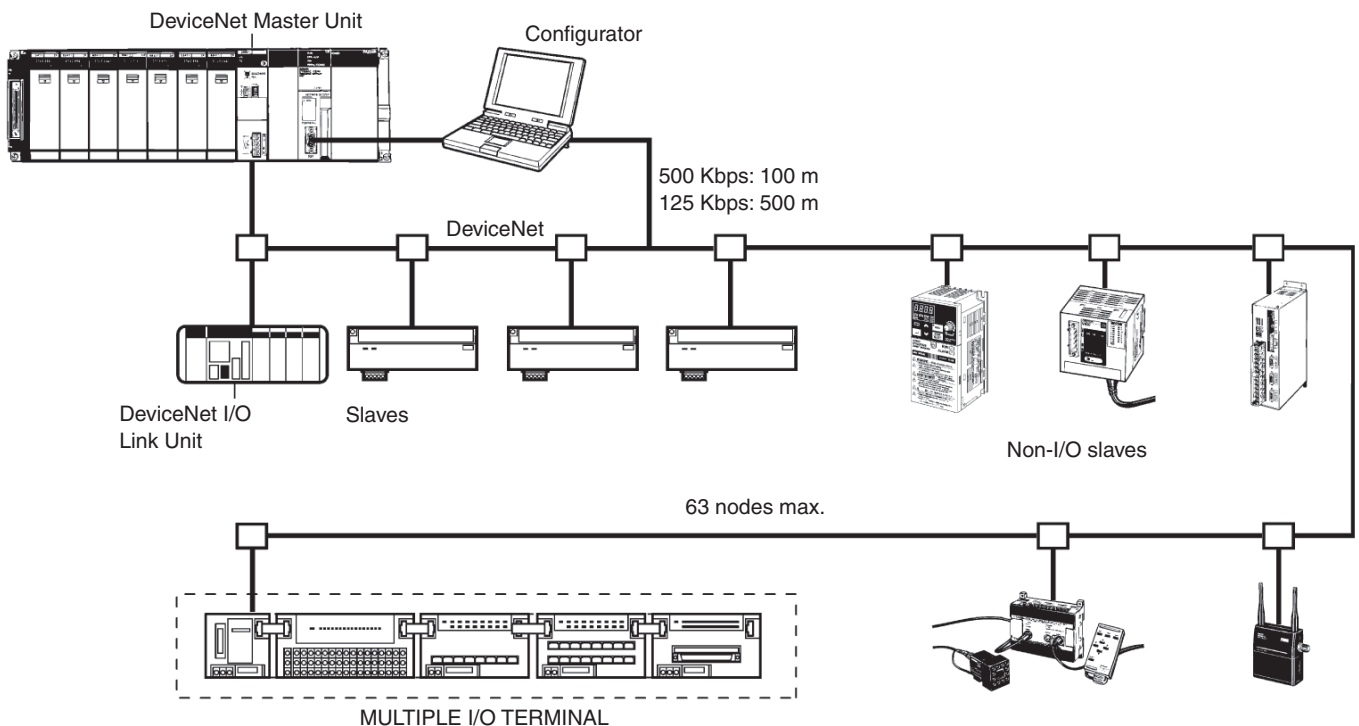 DeviceNet Master Unit
Configurator
500 Kbps: 100 m
125 Kbps: 500 m
DeviceNet
DeviceNet I/O
Link Unit
Slaves
Non-I/O slaves
63 nodes max.
MULTIPLE I/O TERMINAL